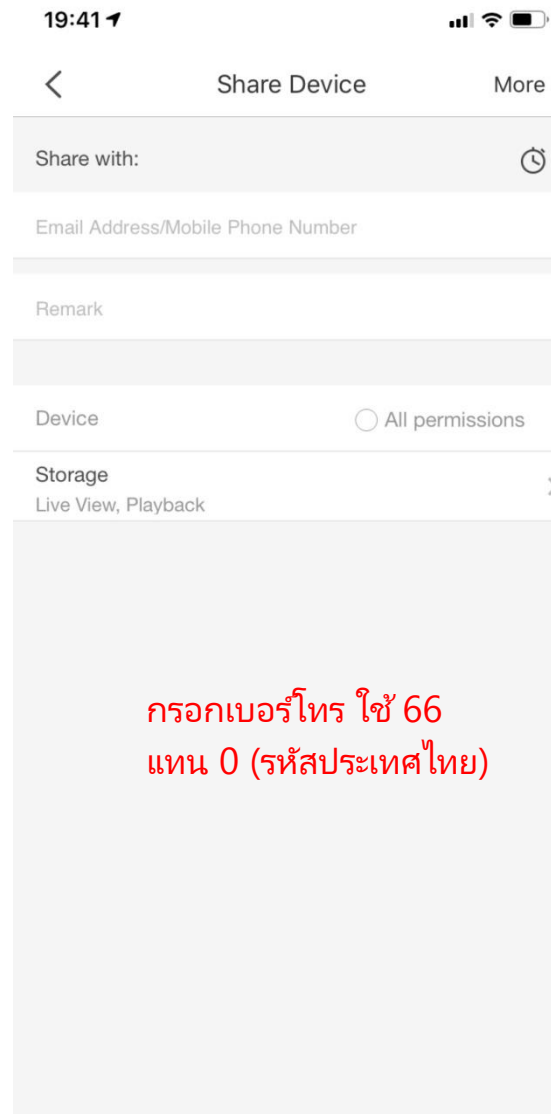 19:41
Share Device More
Share with:
Email Address/Mobile Phone Number
Remark
Device All permissions
Storage
Live View, Playback
กรอกเบอร์โทร ใช้ 66
แทน 0 (รหัสประเทศไทย)